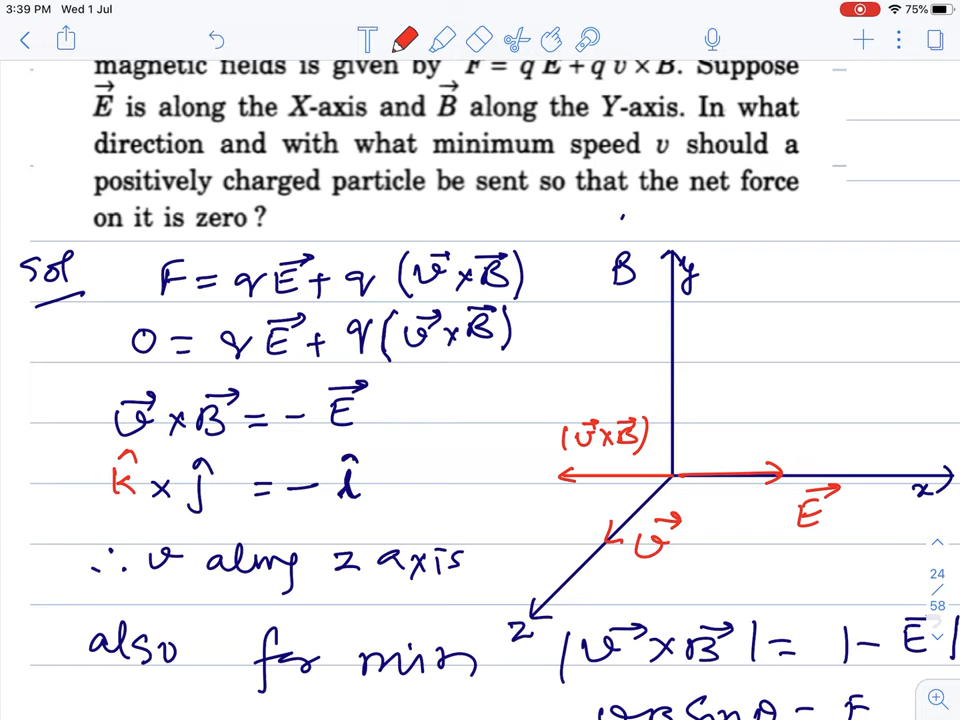 3:39 PM Wed 1 Jul
75%
magnetic fields is given by F⃗ = q E⃗ + q v⃗ × B⃗. Suppose
E⃗ is along the X-axis and B⃗ along the Y-axis. In what
direction and with what minimum speed v should a
positively charged particle be sent so that the net force
on it is zero ?
Sol F = qE⃗ + q (v⃗ × B⃗)
0 = qE⃗ + q(v⃗ × B⃗)
v⃗ × B⃗ = - E⃗
k̂ × ĵ = - î
∴ v along z axis
also for min |v⃗ × B⃗| = |- E⃗|
vB sinθ = E
B y
(v⃗ × B⃗)
x
E⃗
v⃗
z
24
/
58